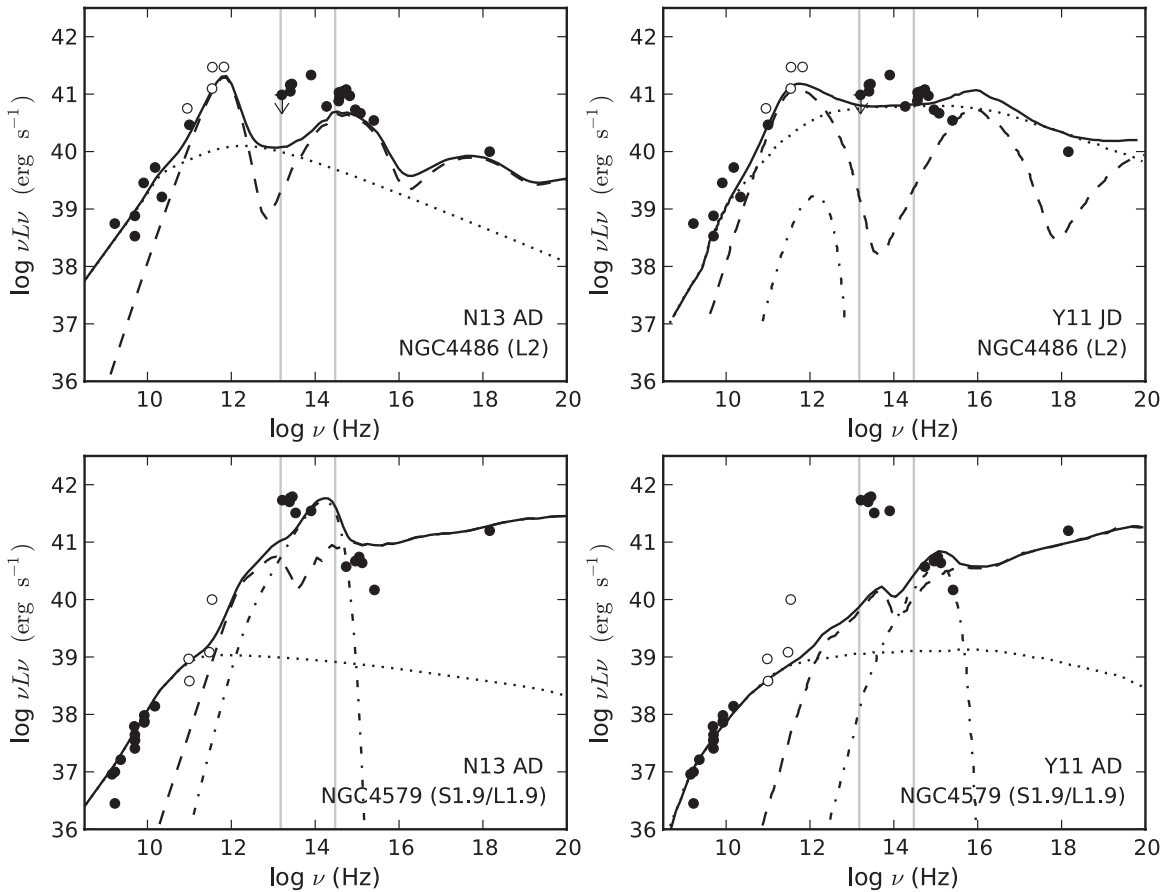 42
41
40
39
38
37
36
log νLν (erg s⁻¹)
10 12 14 16 18 20
log ν (Hz)
N13 AD
NGC4486 (L2)
42
41
40
39
38
37
36
log νLν (erg s⁻¹)
10 12 14 16 18 20
log ν (Hz)
Y11 JD
NGC4486 (L2)
42
41
40
39
38
37
36
log νLν (erg s⁻¹)
10 12 14 16 18 20
log ν (Hz)
N13 AD
NGC4579 (S1.9/L1.9)
42
41
40
39
38
37
36
log νLν (erg s⁻¹)
10 12 14 16 18 20
log ν (Hz)
Y11 AD
NGC4579 (S1.9/L1.9)